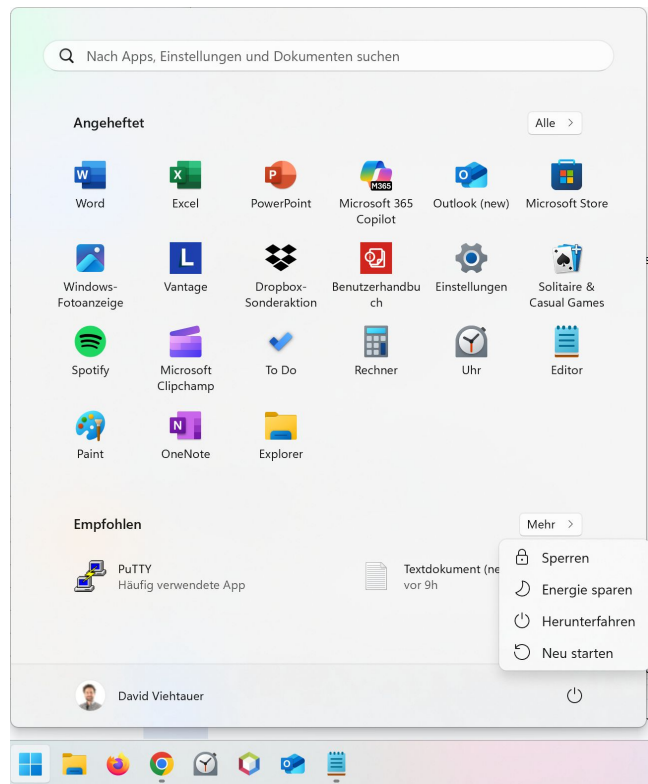 Nach Apps, Einstellungen und Dokumenten suchen
Angeheftet
Alle
Word
Excel
PowerPoint
M365
Microsoft 365
Copilot
Outlook (new)
Microsoft Store
Windows-
Fotoanzeige
Vantage
Dropbox-
Sonderaktion
Benutzerhandbu
ch
Einstellungen
Solitaire &
Casual Games
Spotify
Microsoft
Clipchamp
To Do
Rechner
Uhr
Editor
Paint
OneNote
Explorer
Empfohlen
Mehr
PuTTY
Häufig verwendete App
Textdokument (ne
vor 9h
Sperren
Energie sparen
Herunterfahren
Neu starten
David Viehtauer